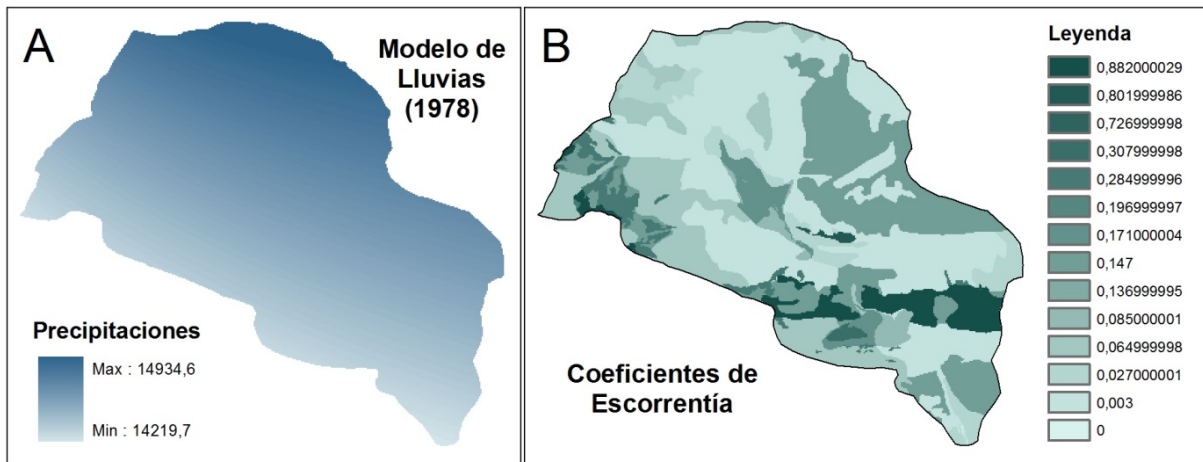 A
Modelo de
Lluvias
(1978)
Precipitaciones
Max : 14934,6
Min : 14219,7
B
Leyenda
0,882000029
0,801999986
0,726999998
0,307999998
0,284999996
0,196999997
0,171000004
0,147
0,136999995
0,085000001
0,064999998
0,027000001
0,003
0
Coeficientes de
Escorrentía